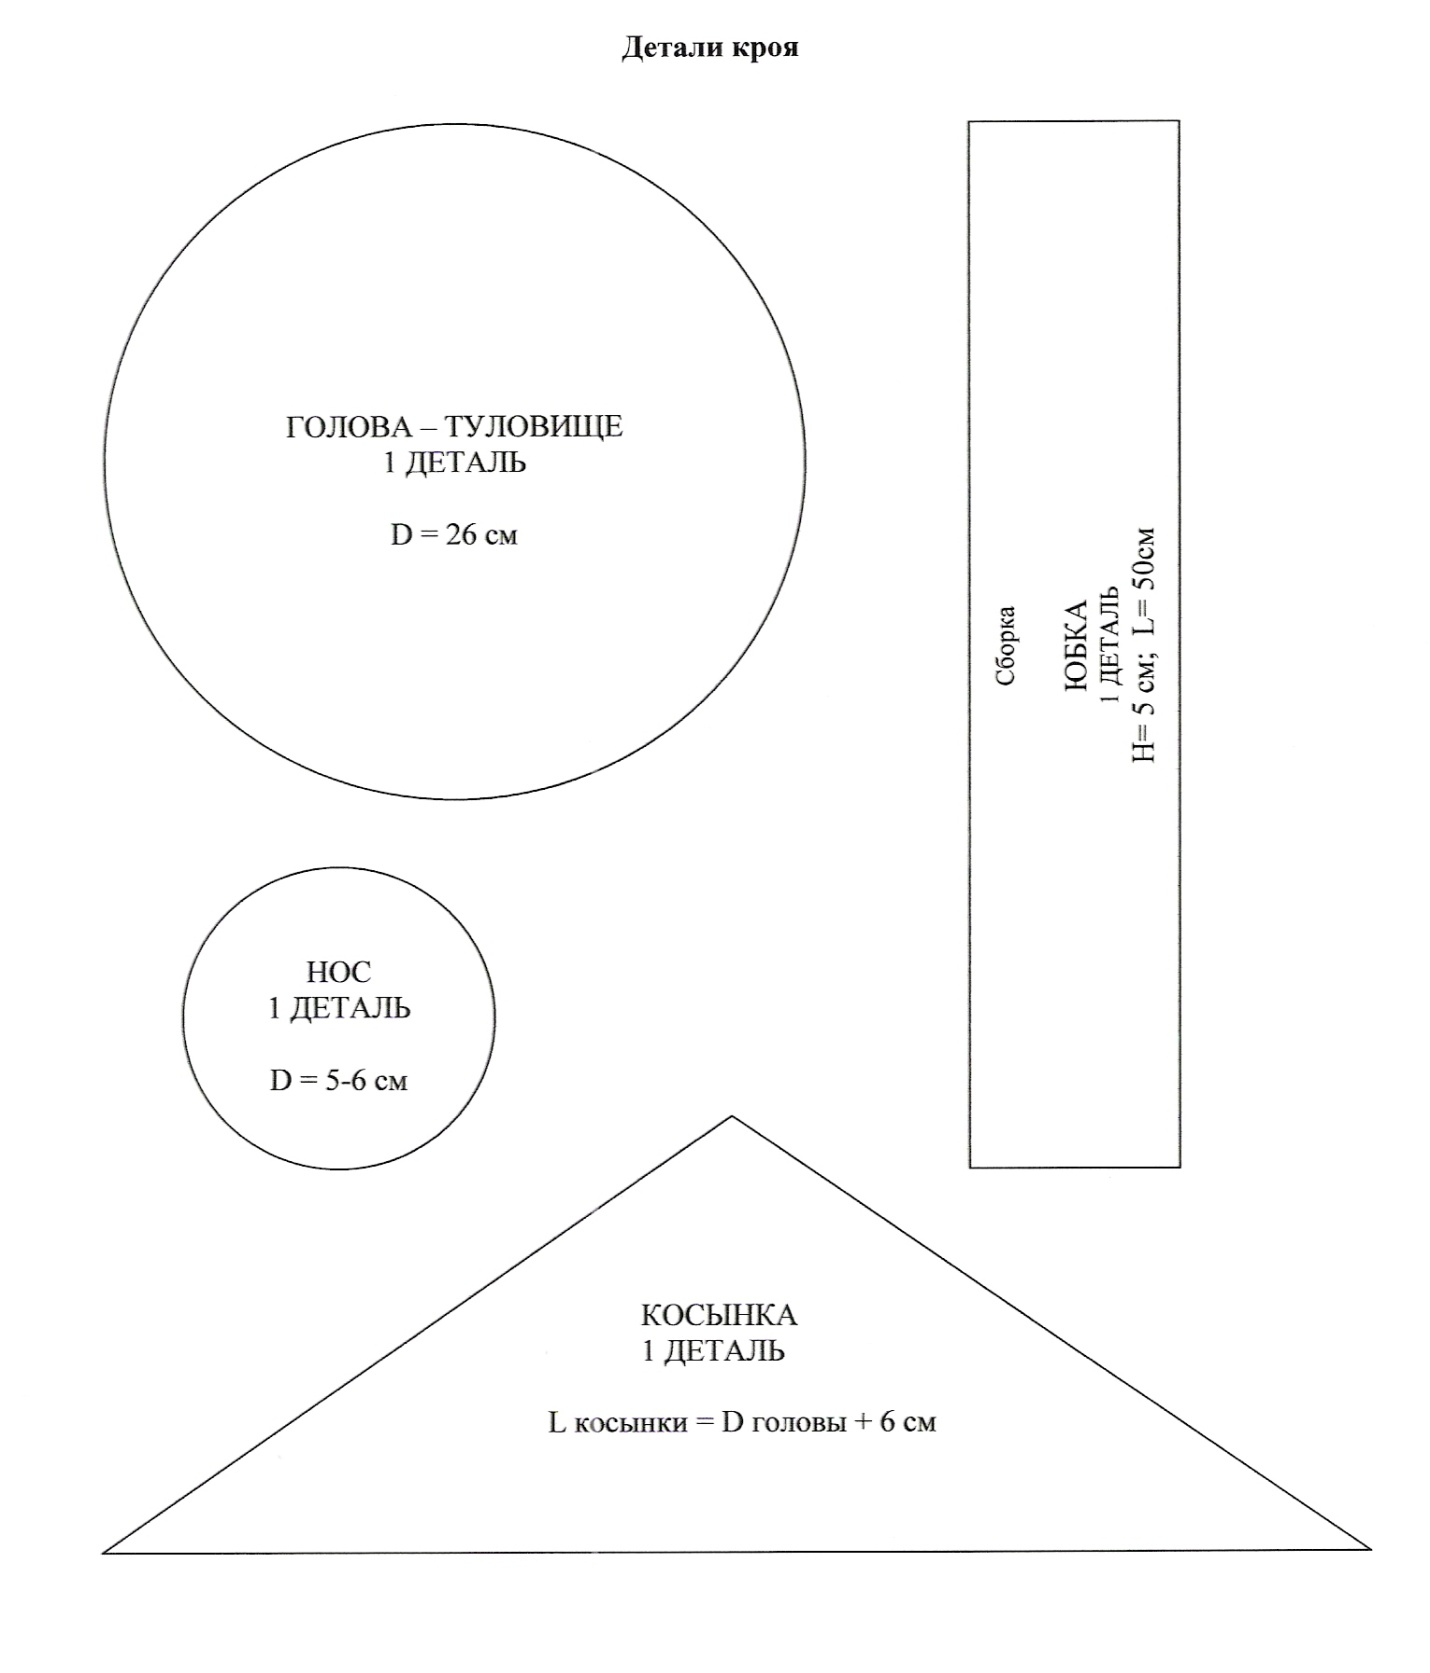 Детали кроя
ГОЛОВА – ТУЛОВИЩЕ
1 ДЕТАЛЬ
D = 26 см
Сборка
ЮБКА
1 ДЕТАЛЬ
H= 5 см; L= 50см
НОС
1 ДЕТАЛЬ
D = 5-6 см
КОСЫНКА
1 ДЕТАЛЬ
L косынки = D головы + 6 см